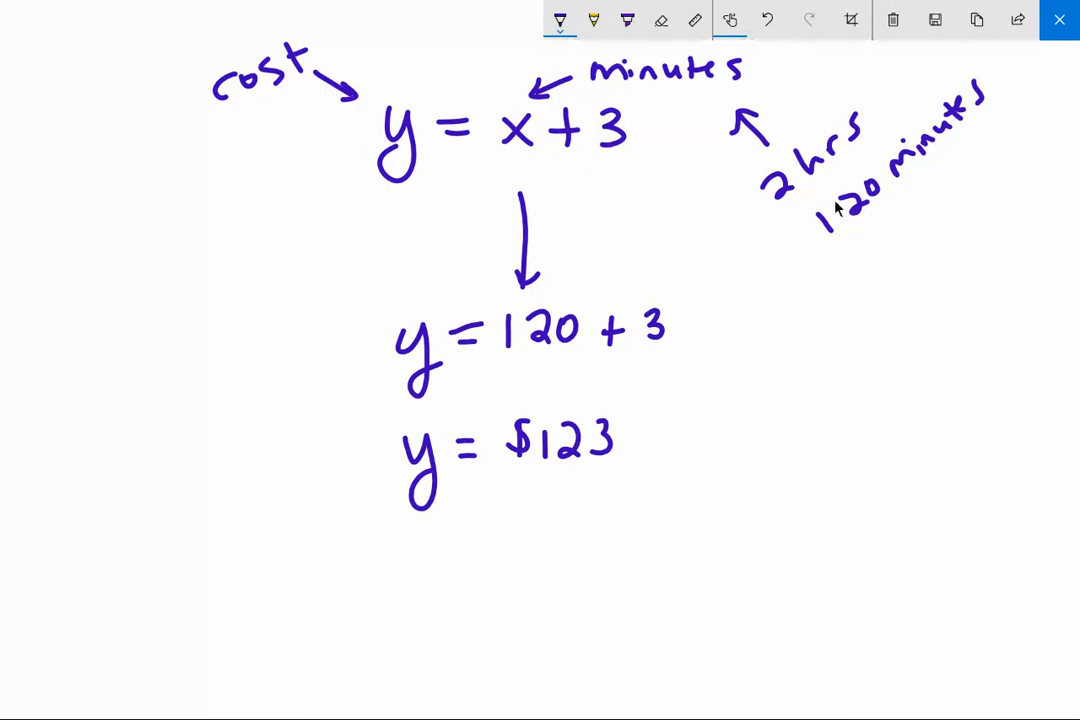 cost
minutes
y = x + 3
2 hrs
120 minutes
y = 120 + 3
y = $123